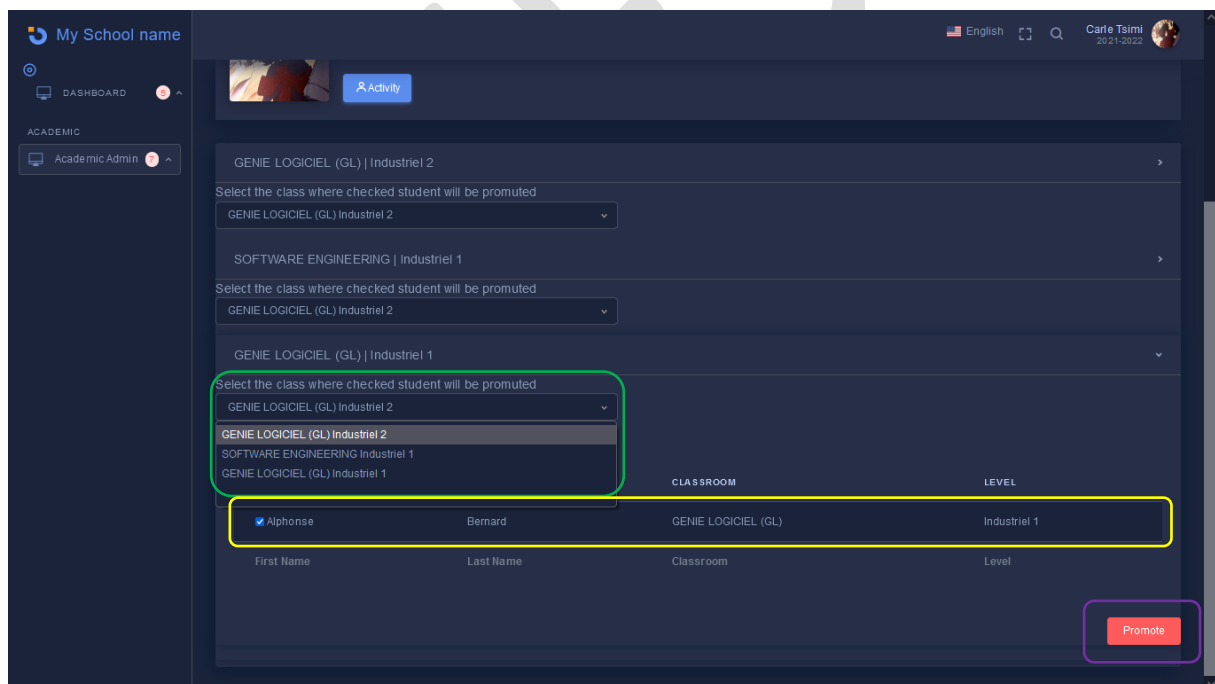 My School name
English
Carle Tsimi
2021-2022
DASHBOARD 5
Activity
ACADEMIC
Academic Admin 7
GENIE LOGICIEL (GL) | Industriel 2
Select the class where checked student will be promuted
GENIE LOGICIEL (GL) Industriel 2
SOFTWARE ENGINEERING | Industriel 1
Select the class where checked student will be promuted
GENIE LOGICIEL (GL) Industriel 2
GENIE LOGICIEL (GL) | Industriel 1
Select the class where checked student will be promuted
GENIE LOGICIEL (GL) Industriel 2
GENIE LOGICIEL (GL) Industriel 2
SOFTWARE ENGINEERING Industriel 1
GENIE LOGICIEL (GL) Industriel 1
CLASSROOM LEVEL
Alphonse Bernard GENIE LOGICIEL (GL) Industriel 1
First Name Last Name Classroom Level
Promote